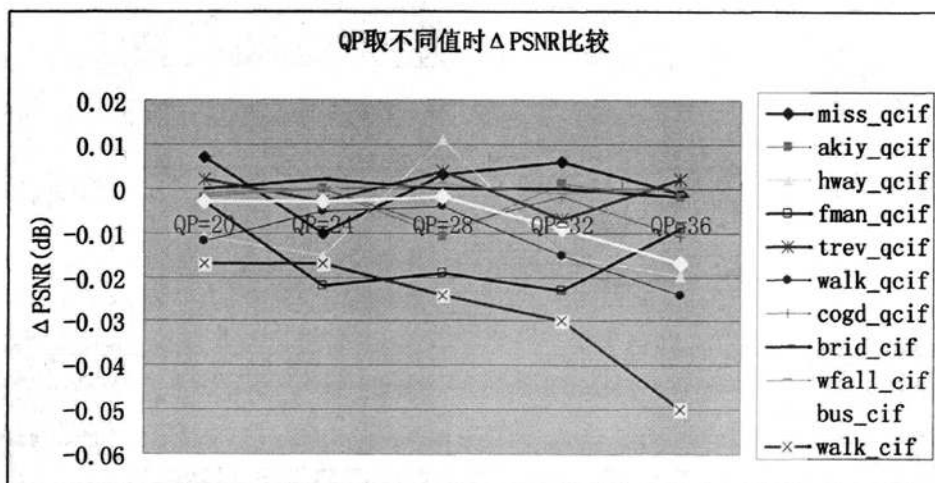 QP取不同值时ΔPSNR比较
ΔPSNR(dB)
0.02
0.01
0
-0.01
-0.02
-0.03
-0.04
-0.05
-0.06
QP=20
QP=24
QP=28
QP=32
QP=36
miss_qcif
akiy_qcif
hway_qcif
fman_qcif
trev_qcif
walk_qcif
cogd_qcif
brid_cif
wfall_cif
bus_cif
walk_cif